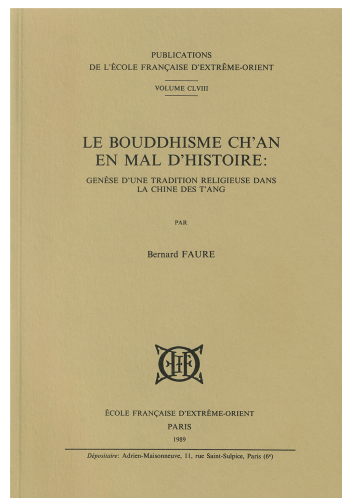 PUBLICATIONS
DE L'ÉCOLE FRANÇAISE D'EXTRÊME-ORIENT
VOLUME CLVIII
LE BOUDDHISME CH'AN
EN MAL D'HISTOIRE:
GENÈSE D'UNE TRADITION RELIGIEUSE DANS
LA CHINE DES T'ANG
PAR
Bernard FAURE
ÉCOLE FRANÇAISE D'EXTRÊME-ORIENT
PARIS
1989
Dépositaire: Adrien-Maisonneuve, 11, rue Saint-Sulpice, Paris (6e)